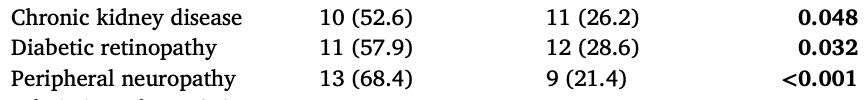 Chronic kidney disease 10 (52.6) 11 (26.2) 0.048
Diabetic retinopathy 11 (57.9) 12 (28.6) 0.032
Peripheral neuropathy 13 (68.4) 9 (21.4) <0.001